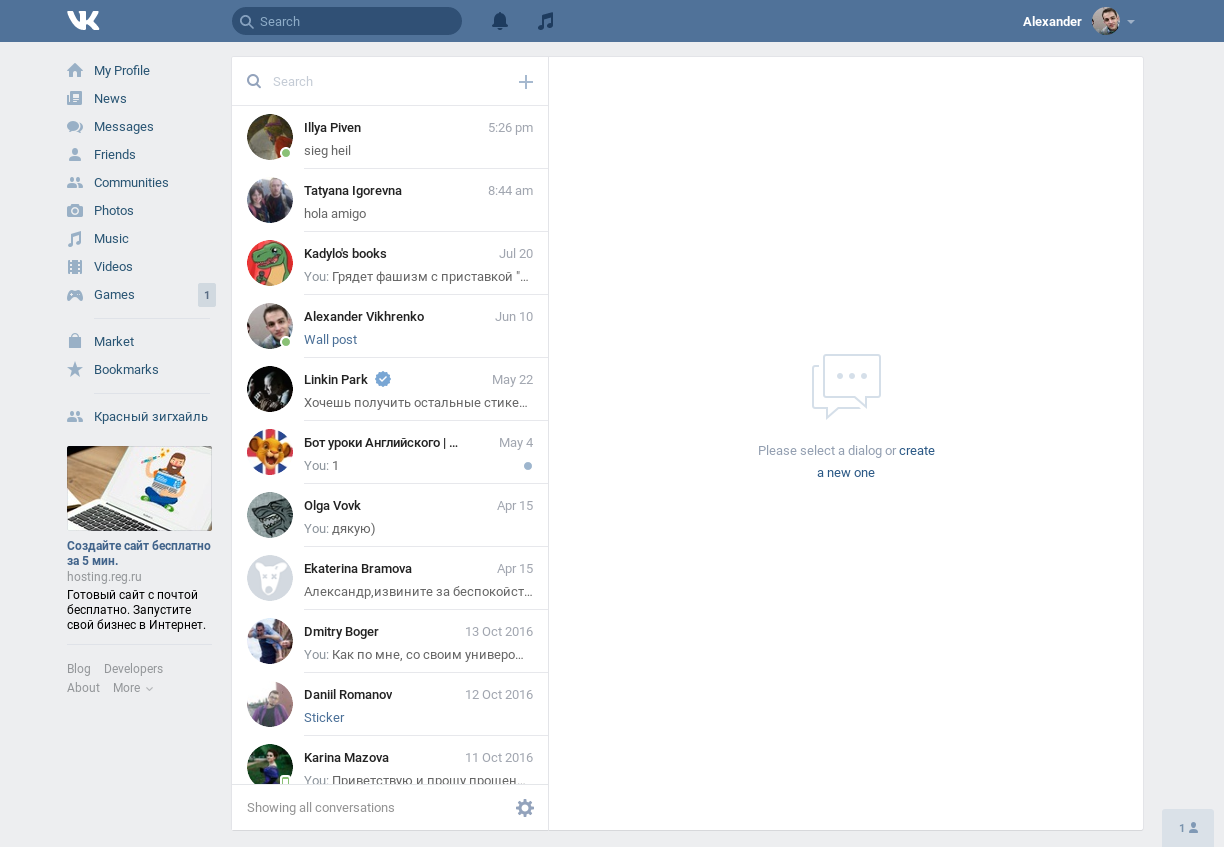 Search
Alexander
My Profile
News
Messages
Friends
Communities
Photos
Music
Videos
Games
1
Market
Bookmarks
Красный зигхайль
Создайте сайт бесплатно
за 5 мин.
hosting.reg.ru
Готовый сайт с почтой
бесплатно. Запустите
свой бизнес в Интернет.
Blog Developers
About More
Search
Illya Piven 5:26 pm
sieg heil
Tatyana Igorevna 8:44 am
hola amigo
Kadylo's books Jul 20
You: Грядет фашизм с приставкой "...
Alexander Vikhrenko Jun 10
Wall post
Linkin Park May 22
Хочешь получить остальные стике...
Бот уроки Английского | ... May 4
You: 1
Olga Vovk Apr 15
You: дякую)
Ekaterina Bramova Apr 15
Александр,извините за беспокойст...
Dmitry Boger 13 Oct 2016
You: Как по мне, со своим универо...
Daniil Romanov 12 Oct 2016
Sticker
Karina Mazova 11 Oct 2016
You: Приветствую и прошу прощен...
Showing all conversations
Please select a dialog or create
a new one
1